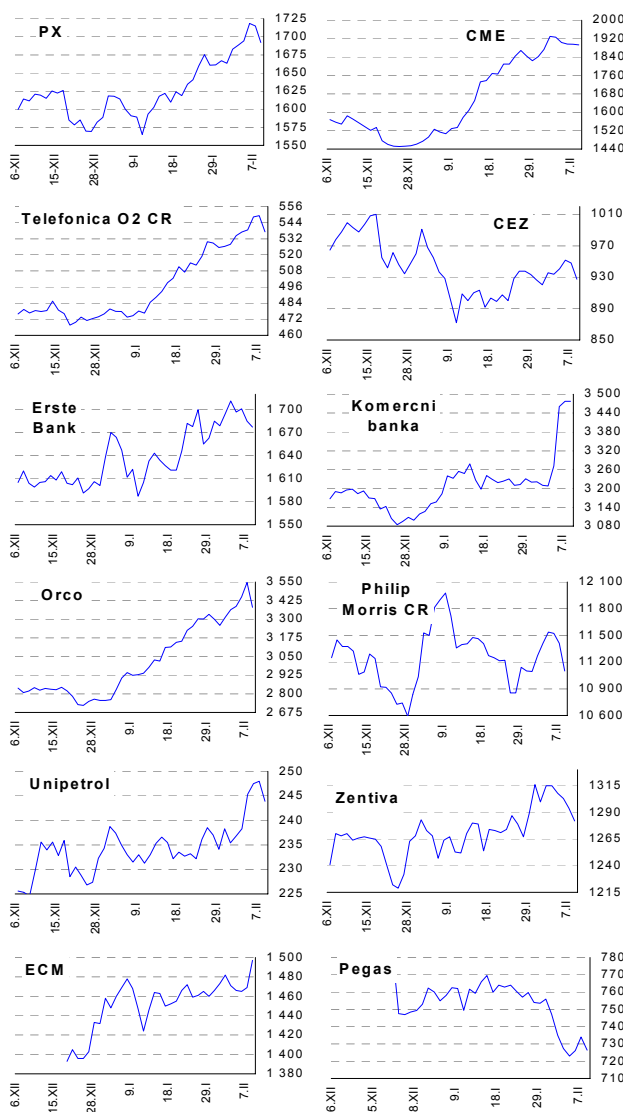 PX
1725
1700
1675
1650
1625
1600
1575
1550
6-XII
15-XII
28-XII
9-I
18-I
29-I
7-II
CME
2000
1920
1840
1760
1680
1600
1520
1440
6.XII
15.XII
28.XII
9.I
18.I
29.I
7.II
Telefonica O2 CR
556
544
532
520
508
496
484
472
460
6.XII
15.XII
28.XII
9.I
18.I
29.I
7.II
CEZ
1010
970
930
890
850
6.XII
15.XII
28.XII
9.I
18.I
29.I
7.II
Erste
Bank
1 700
1 670
1 640
1 610
1 580
1 550
6.XII
15.XII
28.XII
9.I
18.I
29.I
7.II
Komercni
banka
3 500
3 440
3 380
3 320
3 260
3 200
3 140
3 080
6.XII
15.XII
28.XII
9.I
18.I
29.I
7.II
Orco
3 550
3 425
3 300
3 175
3 050
2 925
2 800
2 675
6.XII
15.XII
28.XII
9.I
18.I
29.I
7.II
Philip
Morris CR
12 100
11 800
11 500
11 200
10 900
10 600
6.XII
15.XII
28.XII
9.I
18.I
29.I
7.II
Unipetrol
250
245
240
235
230
225
6.XII
15.XII
28.XII
9.I
18.I
29.I
7.II
Zentiva
1315
1290
1265
1240
1215
6.XII
15.XII
28.XII
9.I
18.I
29.I
7.II
ECM
1 500
1 480
1 460
1 440
1 420
1 400
1 380
6.XII
15.XII
28.XII
9.I
18.I
29.I
7.II
Pegas
780
770
760
750
740
730
720
710
6.XII
5.XII
8.XII
9.I
18.I
29.I
7.II